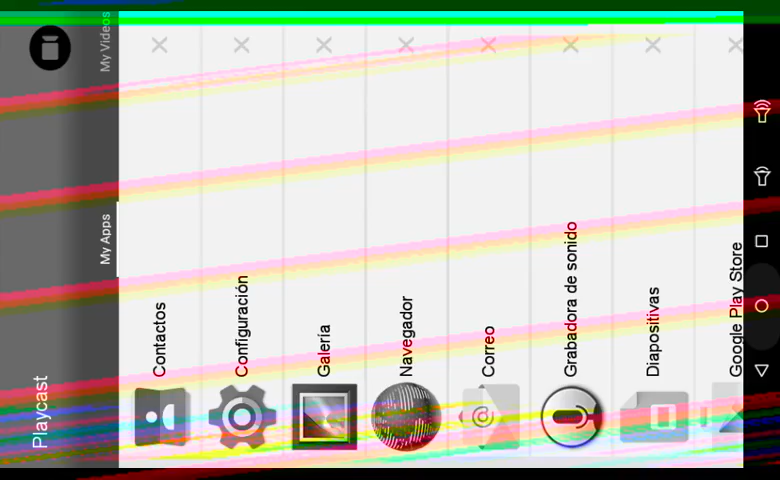 Playcast
My Apps
My Videos
Contactos
Configuración
Galería
Navegador
Correo
Grabadora de sonido
Diapositivas
Google Play Store